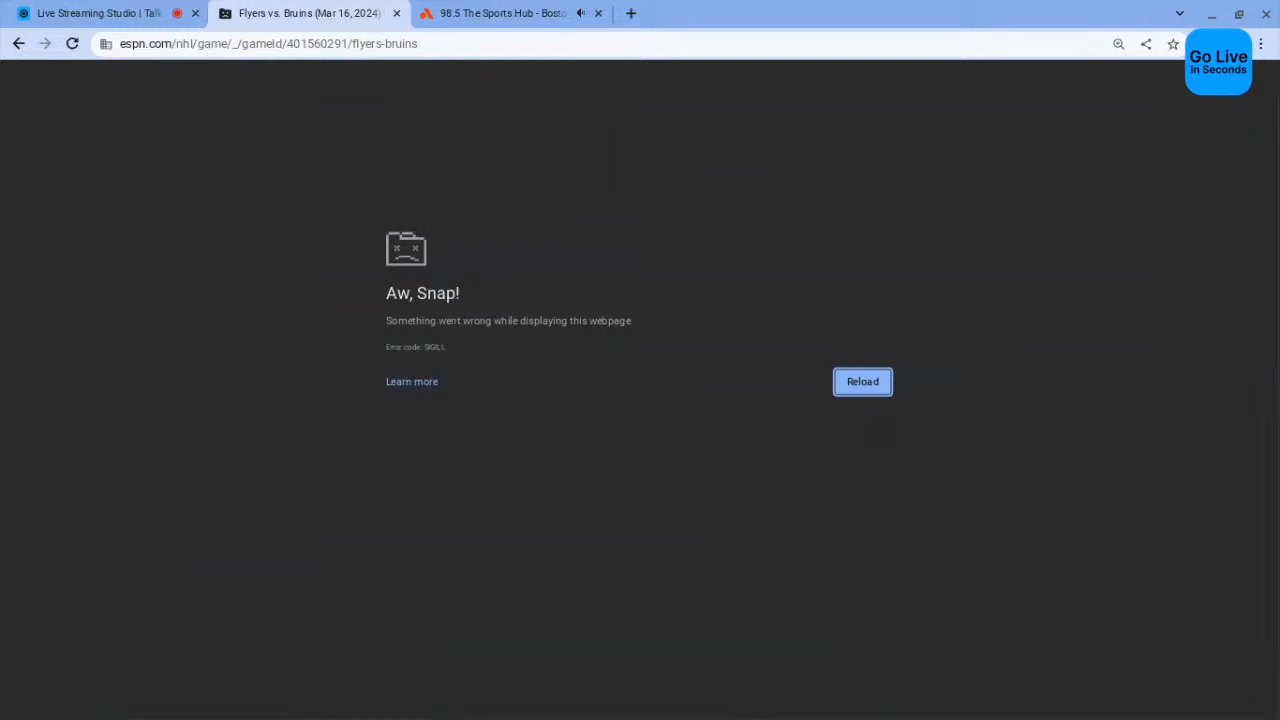 Live Streaming Studio | Talk
Flyers vs. Bruins (Mar 16, 2024)
98.5 The Sports Hub - Bosto
espn.com/nhl/game/_/gameId/401560291/flyers-bruins
Go Live
in Seconds
Aw, Snap!
Something went wrong while displaying this webpage
Error code: SIGILL
Learn more
Reload